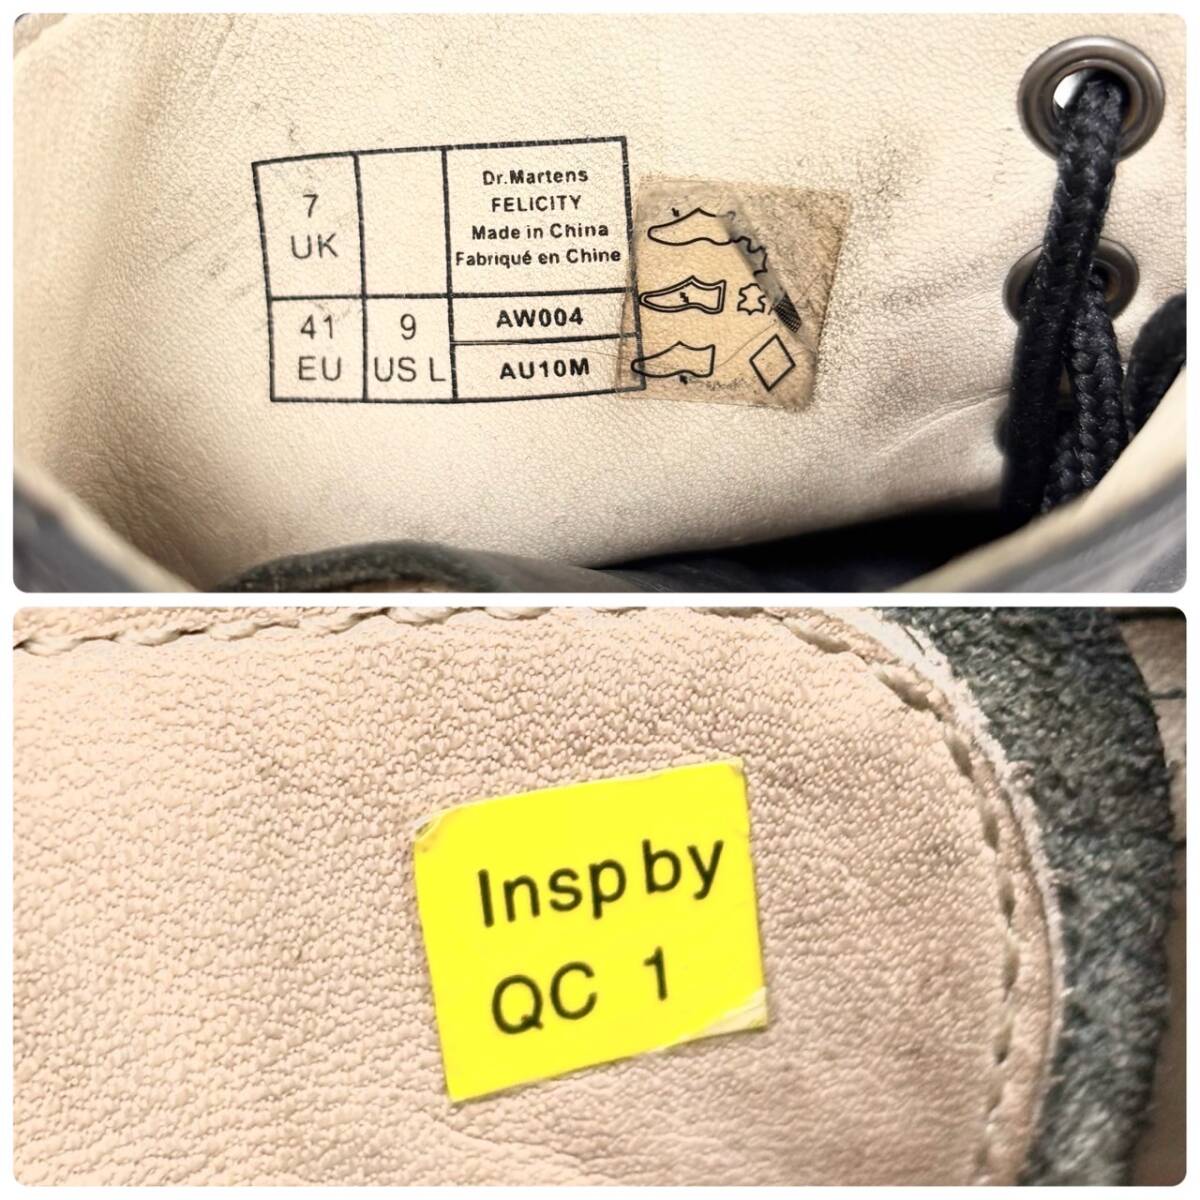 7
UK
Dr.Martens
FELICITY
Made in China
Fabriqué en Chine
41
EU
9
US L
AW004
AU10M
Insp by
QC 1